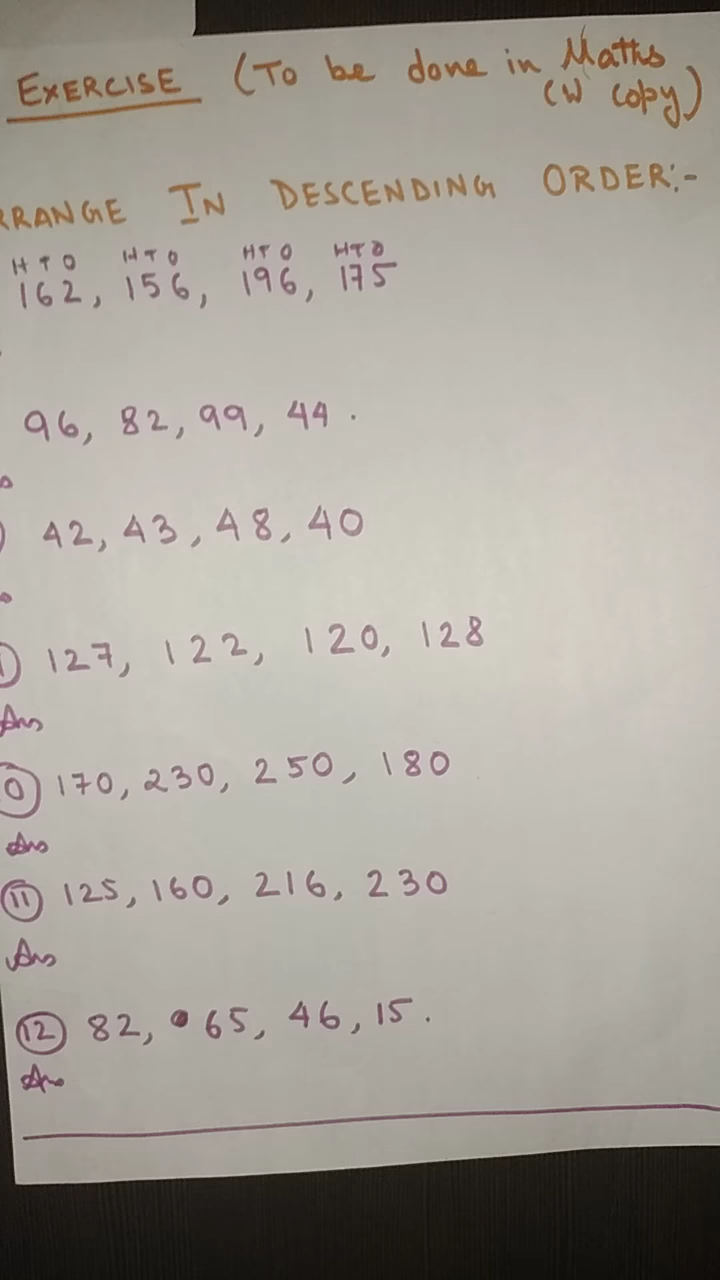 EXERCISE (To be done in Maths
CW Copy)
RRANGE IN DESCENDING ORDER:-
H T O H T O H T O H T O
162, 156, 196, 175
96, 82, 99, 44.
42, 43, 48, 40
127, 122, 120, 128
Ans
0 170, 230, 250, 180
Ans
11 125, 160, 216, 230
Ans
12 82, 65, 46, 15.
Ans